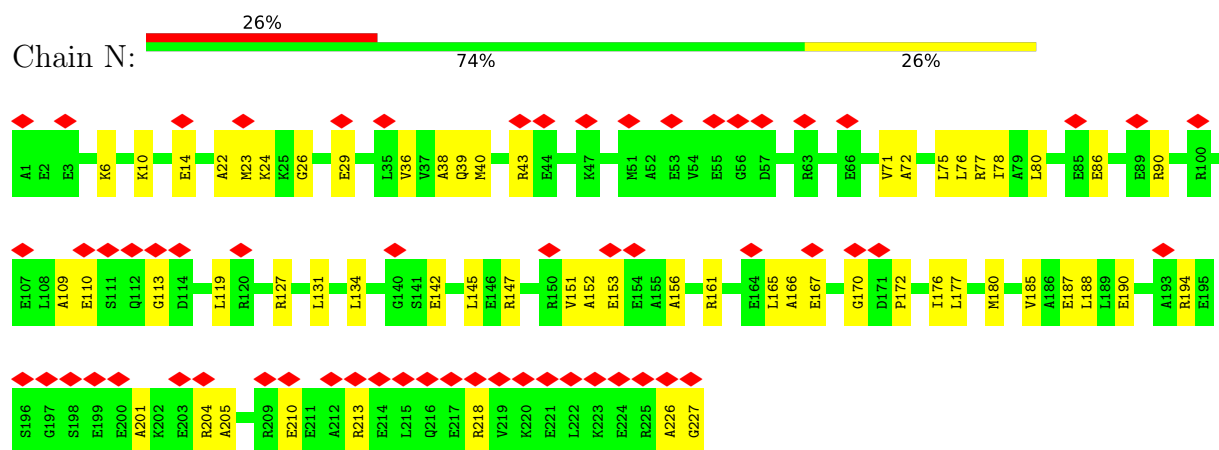 26%
Chain N:
74% 26%
A1 E2 E3 K6 K10 E14 A22 M23 K24 K25 G26 E29 L35 V36 V37 A38 Q39 M40 R43 E44 K47 M51 A52 E53 V54 E55 G56 D57 R63 E66 V71 A72 L75 L76 R77 I78 A79 L80 E85 E86 E89 R90 R100
E107 L108 A109 E110 S111 Q112 G113 D114 L119 R120 R127 L131 L134 G140 S141 E142 L145 E146 R147 R150 V151 A152 E153 E154 A155 A156 R161 E164 L165 A166 E167 G170 D171 P172 I176 L177 M180 V185 A186 E187 L188 L189 E190 A193 R194 E195
S196 G197 S198 E199 E200 A201 K202 E203 R204 A205 R209 E210 E211 A212 R213 E214 L215 Q216 E217 R218 V219 K220 E221 L222 K223 E224 R225 A226 G227